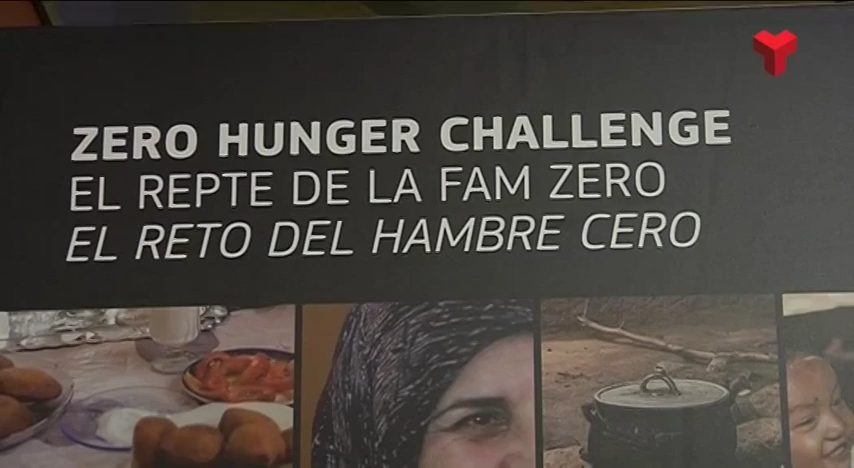 ZERO HUNGER CHALLENGE
EL REPTE DE LA FAM ZERO
EL RETO DEL HAMBRE CERO